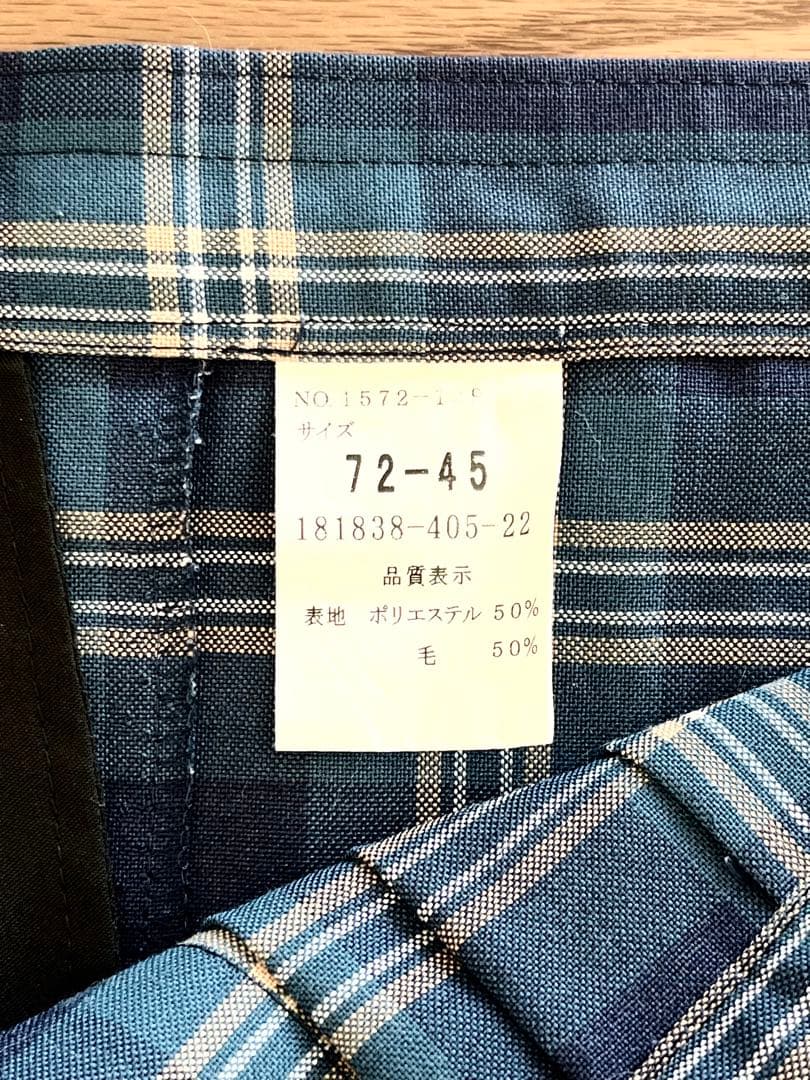 NO.1572-
サイズ
72-45
181838-405-22
品質表示
表地 ポリエステル 50%
毛 50%